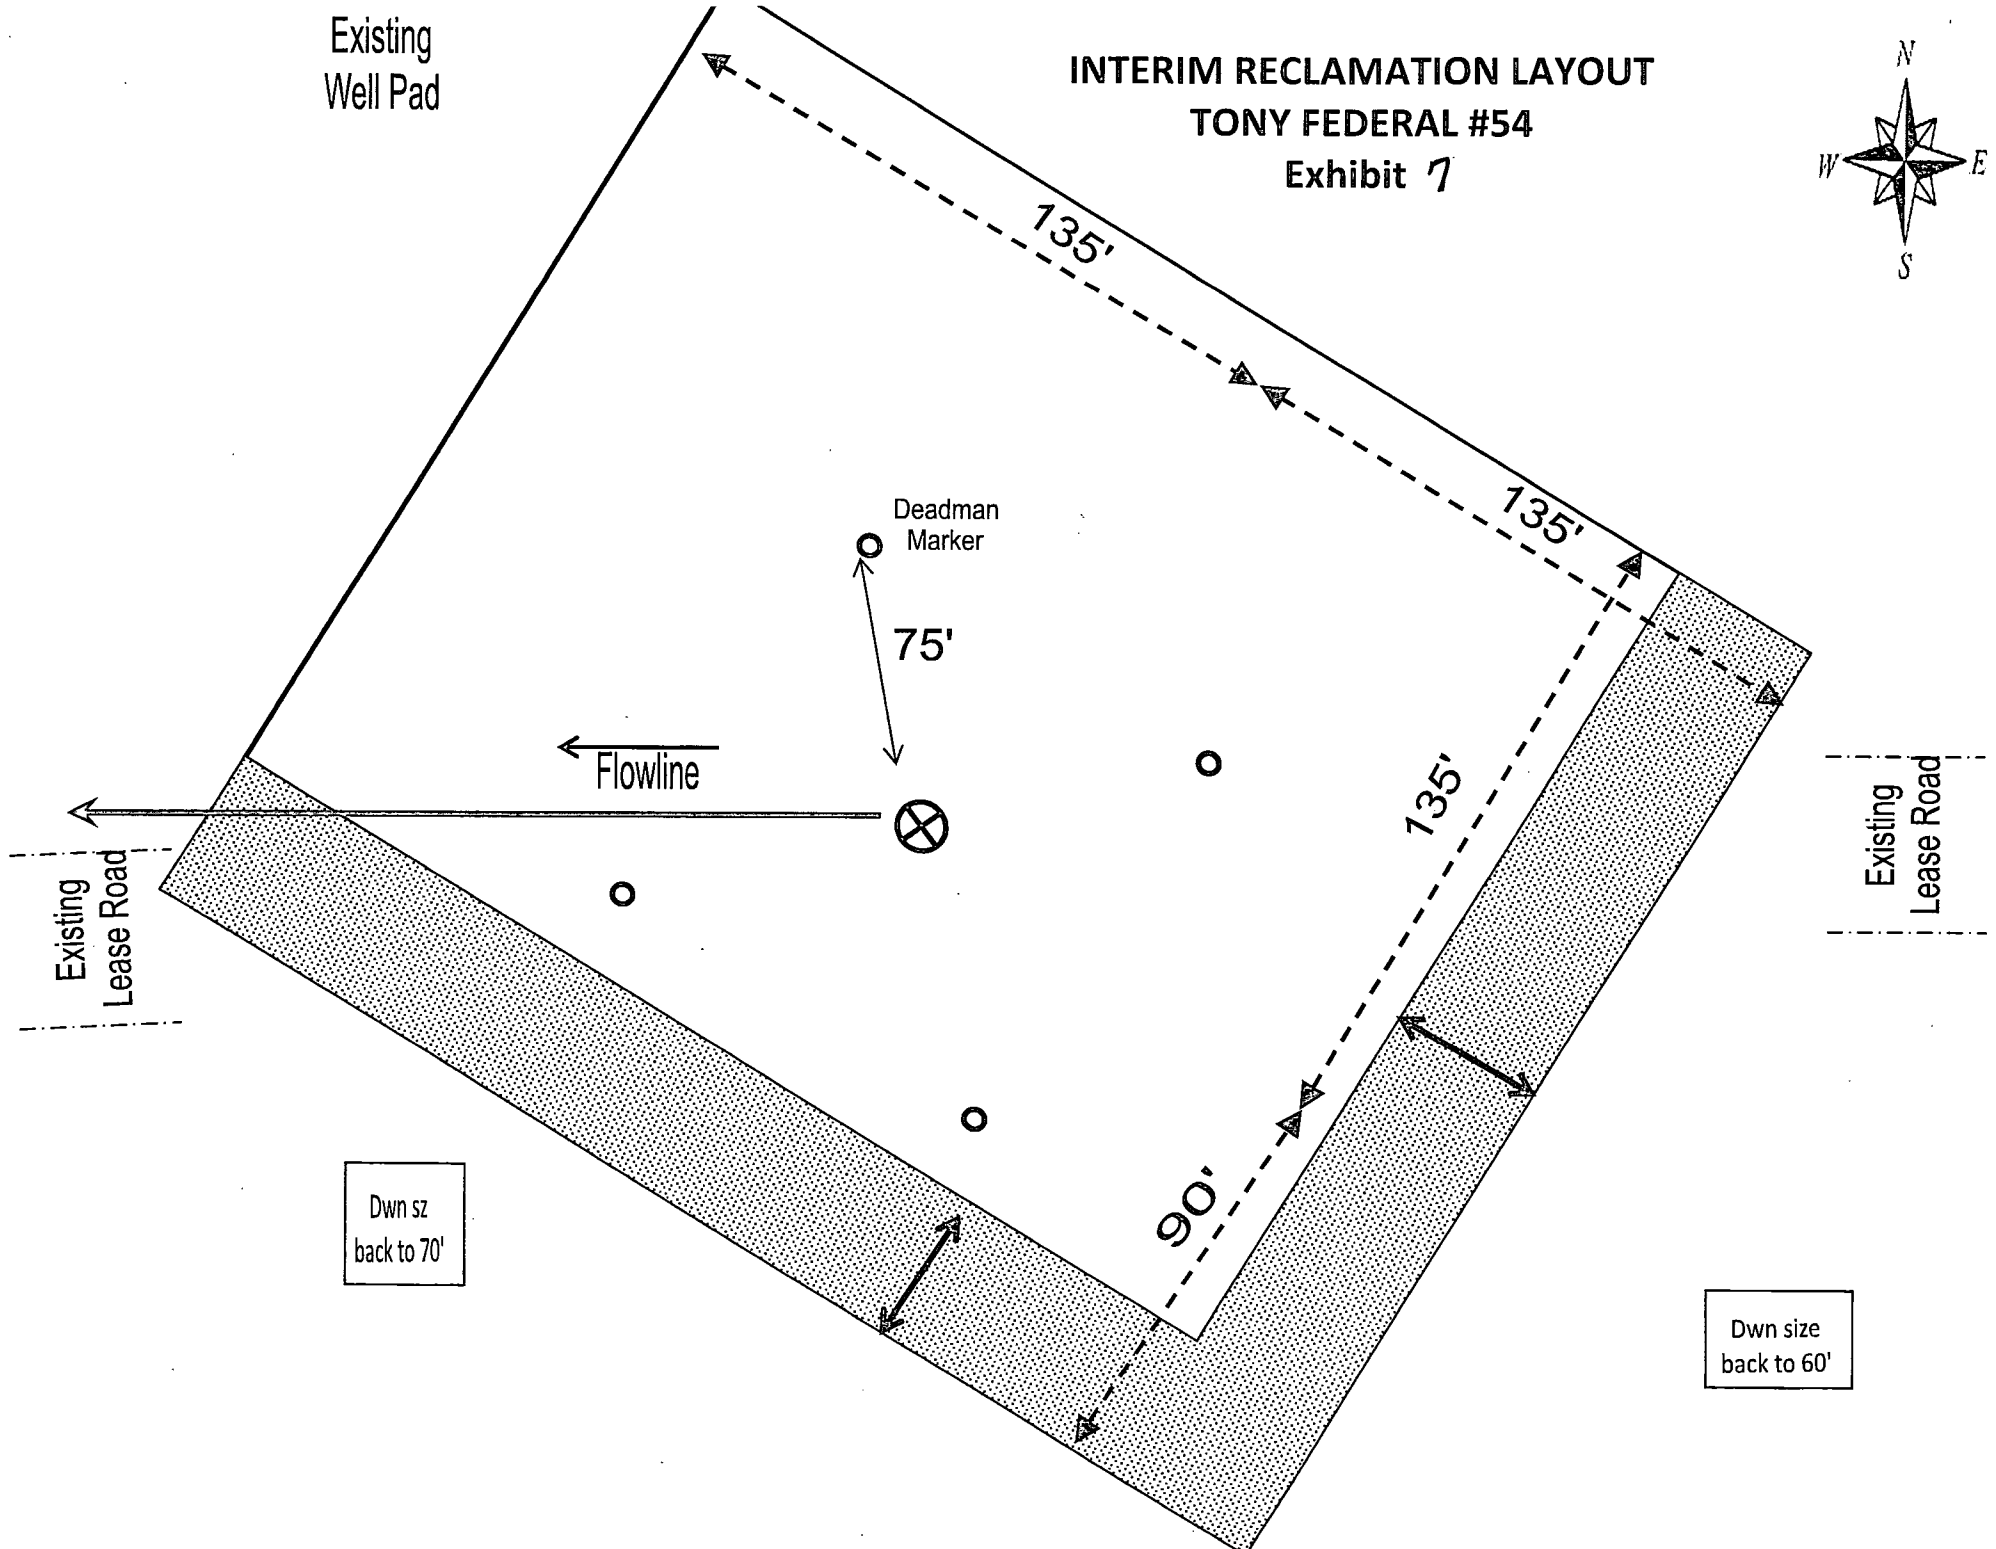 Existing
Well Pad
INTERIM RECLAMATION LAYOUT
TONY FEDERAL #54
Exhibit 7
N
W
E
S
135'
135'
Deadman
Marker
75'
Flowline
135'
Existing
Lease Road
Existing
Lease Road
90'
Dwn sz
back to 70'
Dwn size
back to 60'